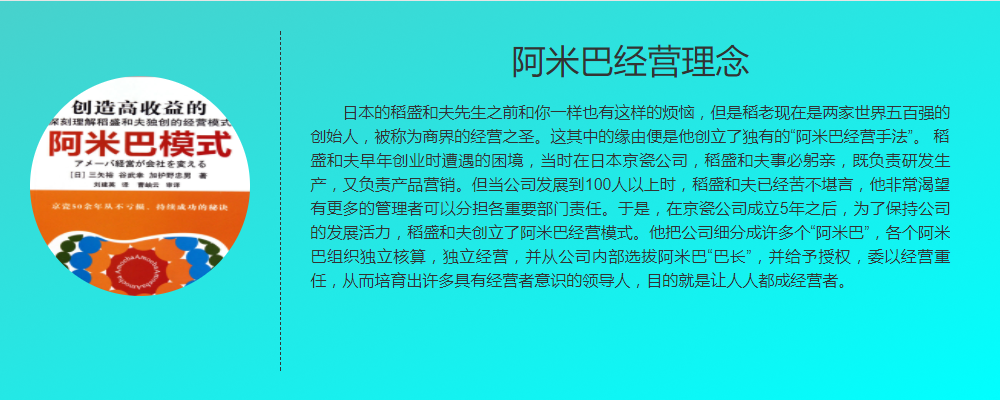 创造高收益的
深刻理解稻盛和夫独创的经营模式
阿米巴模式
アメーバ経営が会社を変える
[日] 三矢裕 谷武幸 加护野忠男 著
刘建英 译 曹岫云 审译
京瓷50余年从不亏损、持续成功的秘诀
阿米巴经营理念
日本的稻盛和夫先生之前和你一样也有这样的烦恼，但是稻老现在是两家世界五百强的
创始人，被称为商界的经营之圣。这其中的缘由便是他创立了独有的“阿米巴经营手法”。 稻
盛和夫早年创业时遭遇的困境，当时在日本京瓷公司，稻盛和夫事必躬亲，既负责研发生
产，又负责产品营销。但当公司发展到100人以上时，稻盛和夫已经苦不堪言，他非常渴望
有更多的管理者可以分担各重要部门责任。于是，在京瓷公司成立5年之后，为了保持公司
的发展活力，稻盛和夫创立了阿米巴经营模式。他把公司细分成许多个“阿米巴”，各个阿米
巴组织独立核算，独立经营，并从公司内部选拔阿米巴“巴长”，并给予授权，委以经营重
任，从而培育出许多具有经营者意识的领导人，目的就是让人人都成经营者。